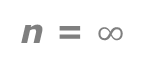 n = ∞